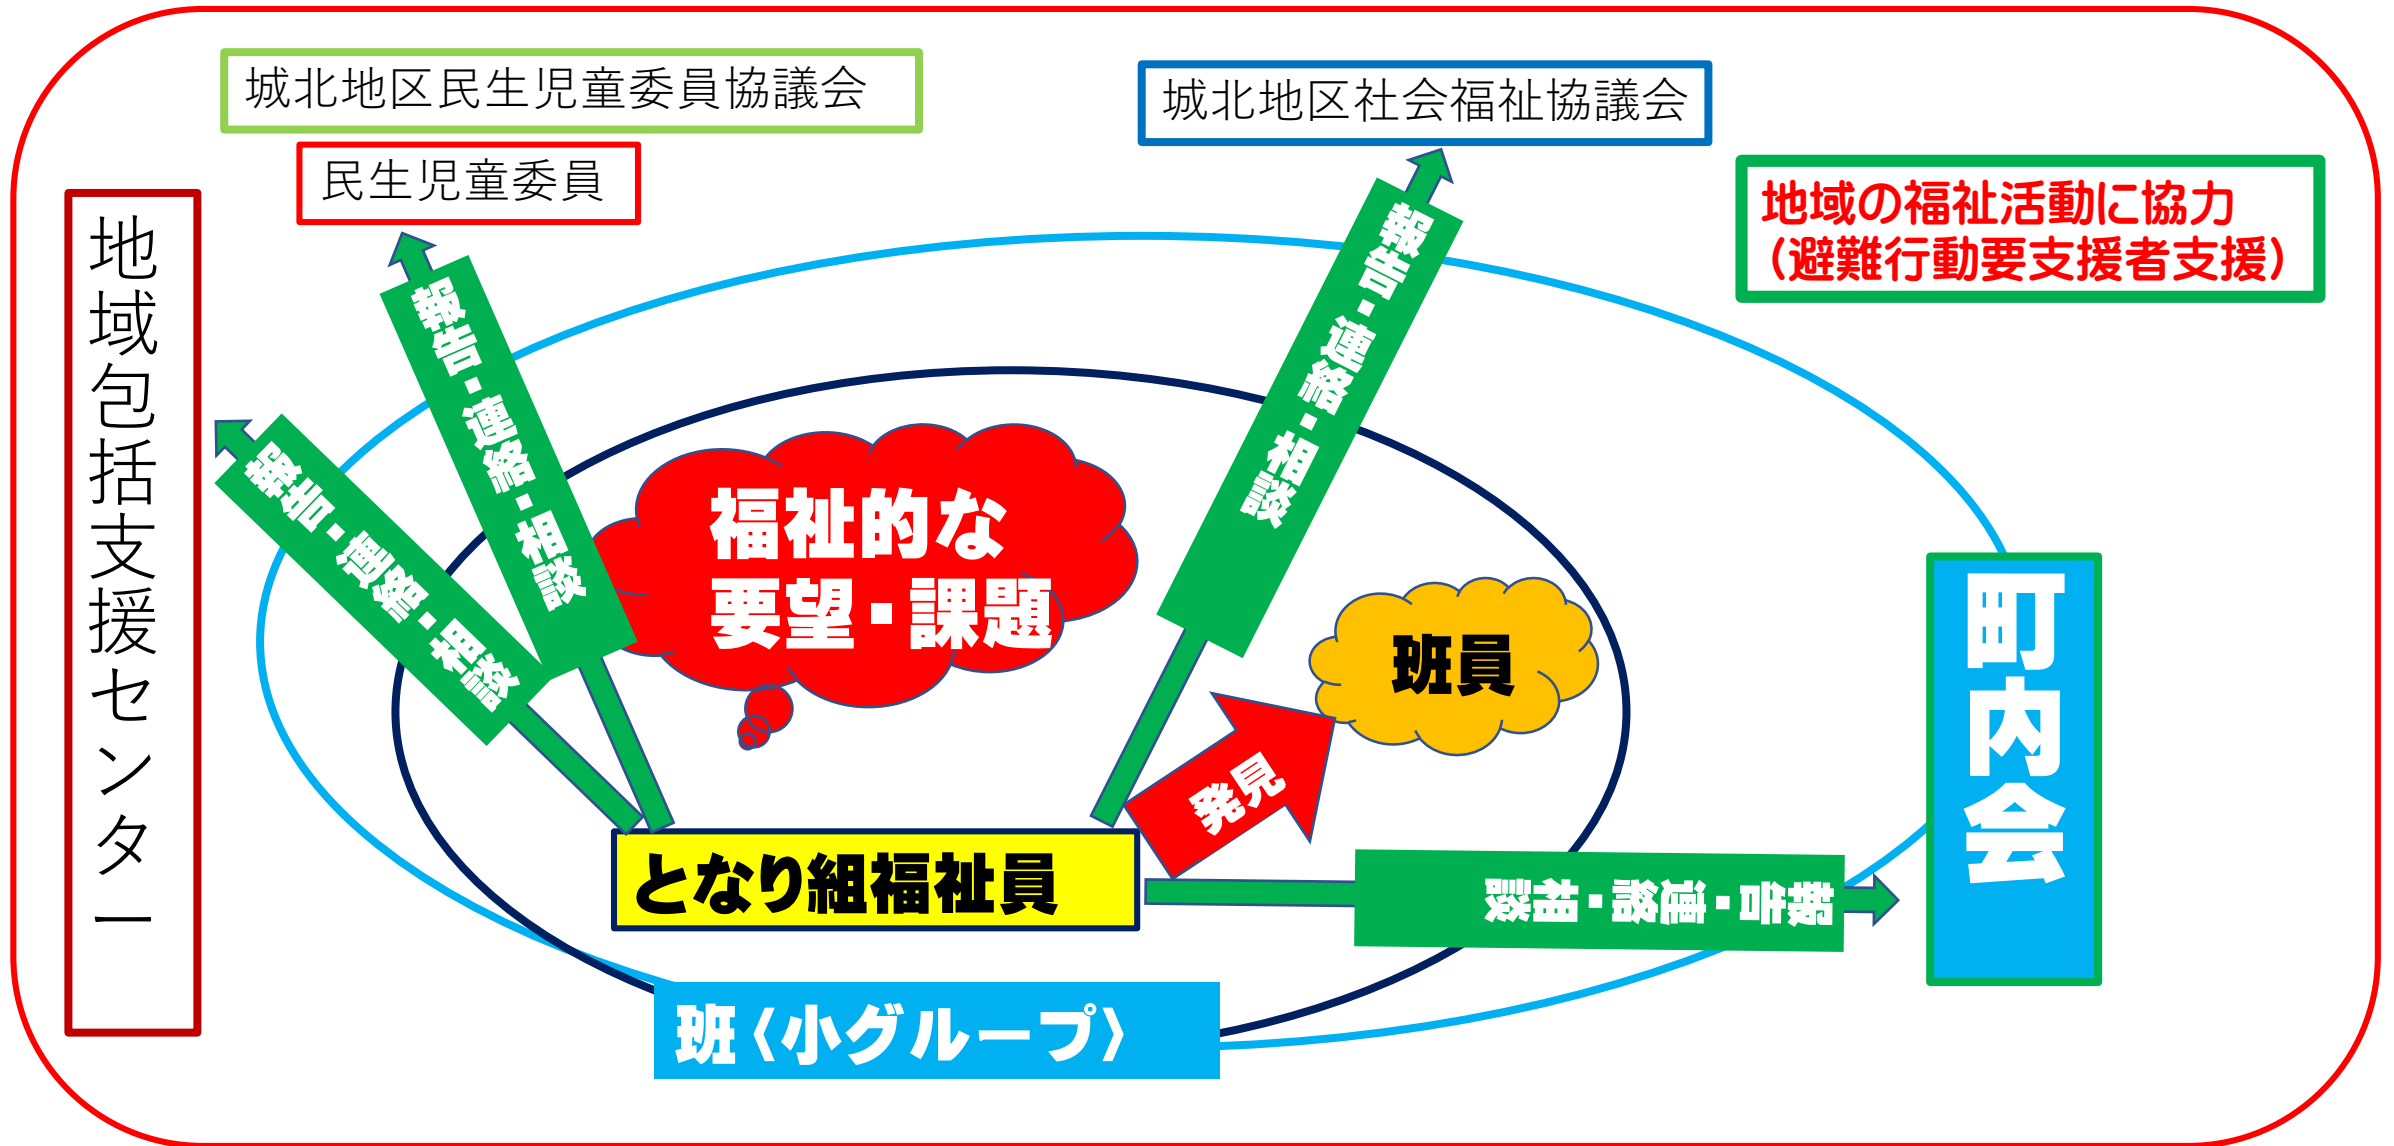 城北地区民生児童委員協議会
城北地区社会福祉協議会
民生児童委員
地域の福祉活動に協力
（避難行動要支援者支援）
地域包括支援センター
報告・連絡・相談
報告・連絡・相談
報告・連絡・相談
福祉的な
要望・課題
班員
発見
町内会
となり組福祉員
報告・連絡・相談
班〈小グループ〉